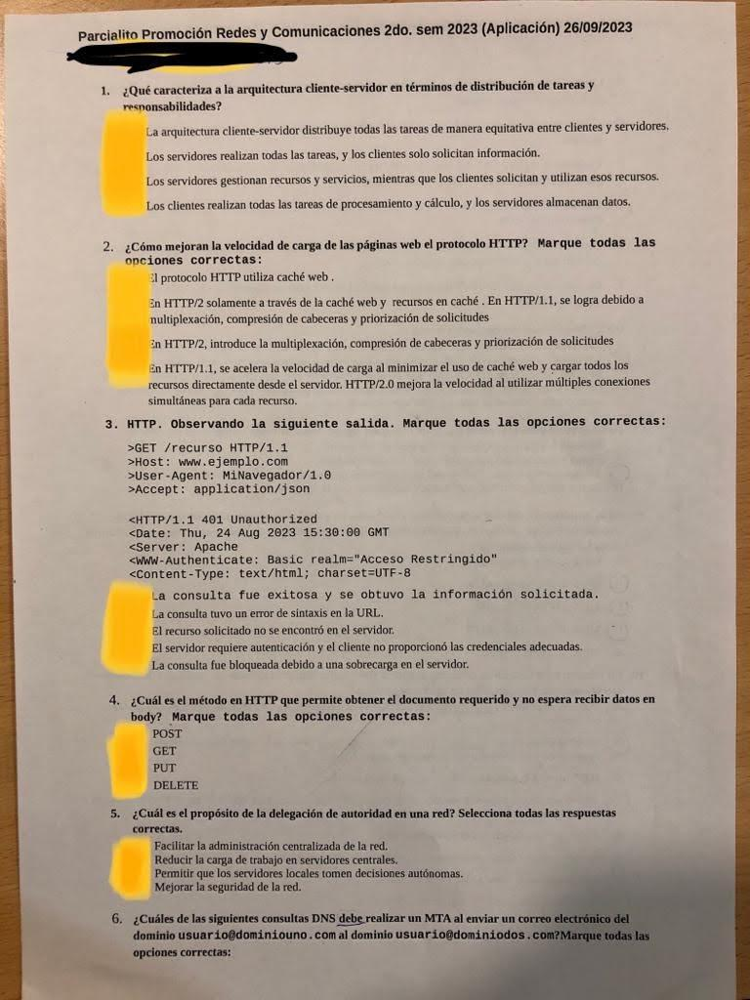 Parcialito Promoción Redes y Comunicaciones 2do. sem 2023 (Aplicación) 26/09/2023
1. ¿Qué caracteriza a la arquitectura cliente-servidor en términos de distribución de tareas y
responsabilidades?
La arquitectura cliente-servidor distribuye todas las tareas de manera equitativa entre clientes y servidores.
Los servidores realizan todas las tareas, y los clientes solo solicitan información.
Los servidores gestionan recursos y servicios, mientras que los clientes solicitan y utilizan esos recursos.
Los clientes realizan todas las tareas de procesamiento y cálculo, y los servidores almacenan datos.
2. ¿Cómo mejoran la velocidad de carga de las páginas web el protocolo HTTP? Marque todas las
opciones correctas:
El protocolo HTTP utiliza caché web .
En HTTP/2 solamente a través de la caché web y recursos en caché . En HTTP/1.1, se logra debido a
multiplexación, compresión de cabeceras y priorización de solicitudes
En HTTP/2, introduce la multiplexación, compresión de cabeceras y priorización de solicitudes
En HTTP/1.1, se acelera la velocidad de carga al minimizar el uso de caché web y cargar todos los
recursos directamente desde el servidor. HTTP/2.0 mejora la velocidad al utilizar múltiples conexiones
simultáneas para cada recurso.
3. HTTP. Observando la siguiente salida. Marque todas las opciones correctas:
>GET /recurso HTTP/1.1
>Host: www.ejemplo.com
>User-Agent: MiNavegador/1.0
>Accept: application/json
<HTTP/1.1 401 Unauthorized
<Date: Thu, 24 Aug 2023 15:30:00 GMT
<Server: Apache
<WWW-Authenticate: Basic realm="Acceso Restringido"
<Content-Type: text/html; charset=UTF-8
La consulta fue exitosa y se obtuvo la información solicitada.
La consulta tuvo un error de sintaxis en la URL.
El recurso solicitado no se encontró en el servidor.
El servidor requiere autenticación y el cliente no proporcionó las credenciales adecuadas.
La consulta fue bloqueada debido a una sobrecarga en el servidor.
4. ¿Cuál es el método en HTTP que permite obtener el documento requerido y no espera recibir datos en
body? Marque todas las opciones correctas:
POST
GET
PUT
DELETE
5. ¿Cuál es el propósito de la delegación de autoridad en una red? Selecciona todas las respuestas
correctas.
Facilitar la administración centralizada de la red.
Reducir la carga de trabajo en servidores centrales.
Permitir que los servidores locales tomen decisiones autónomas.
Mejorar la seguridad de la red.
6. ¿Cuáles de las siguientes consultas DNS debe realizar un MTA al enviar un correo electrónico del
dominio usuario@dominiouno.com al dominio usuario@dominiodos.com?Marque todas las
opciones correctas: